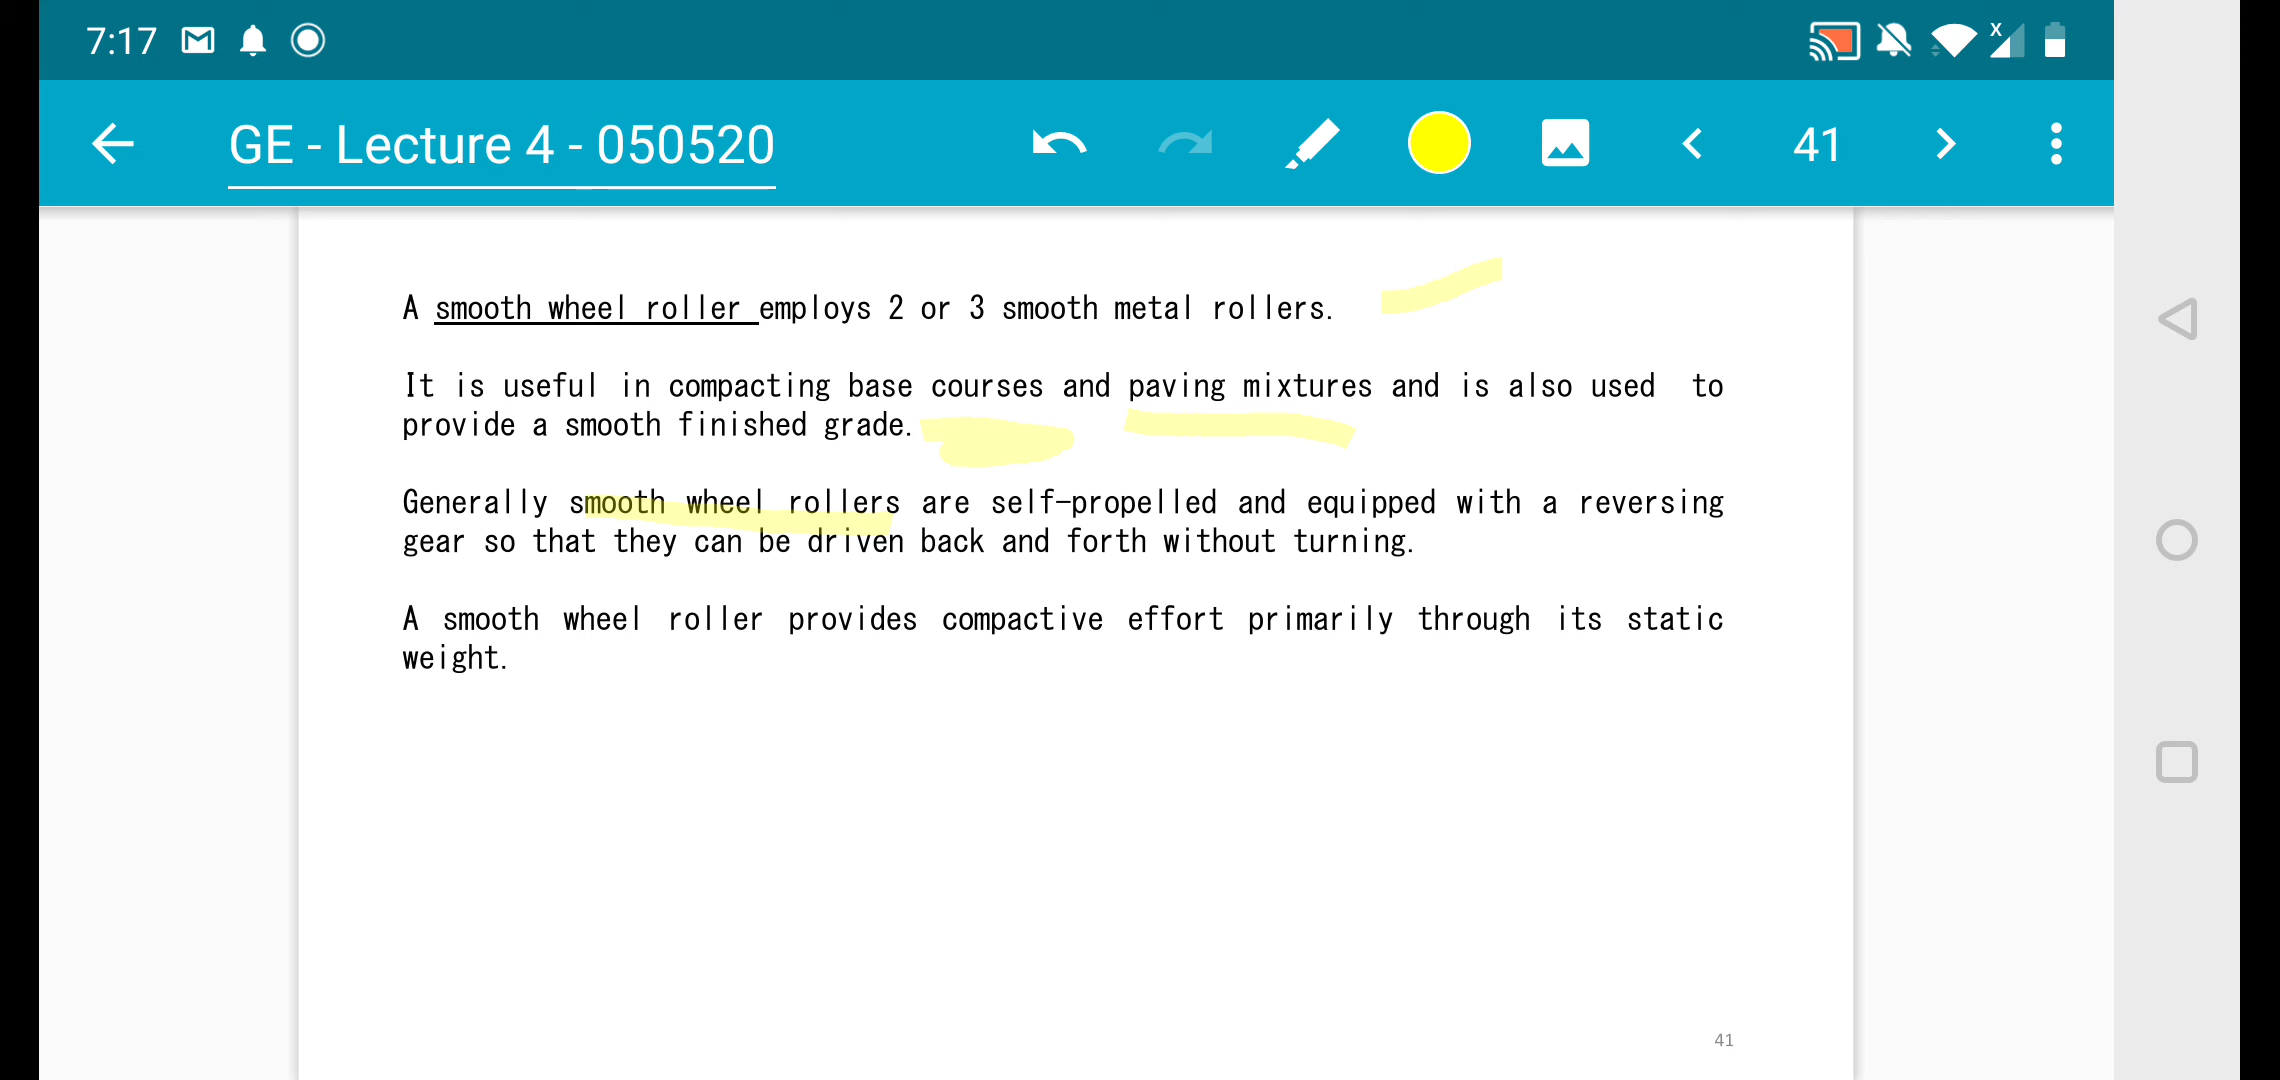 7:17
GE - Lecture 4 - 050520
41
A smooth wheel roller employs 2 or 3 smooth metal rollers.
It is useful in compacting base courses and paving mixtures and is also used to
provide a smooth finished grade.
Generally smooth wheel rollers are self-propelled and equipped with a reversing
gear so that they can be driven back and forth without turning.
A smooth wheel roller provides compactive effort primarily through its static
weight.
41